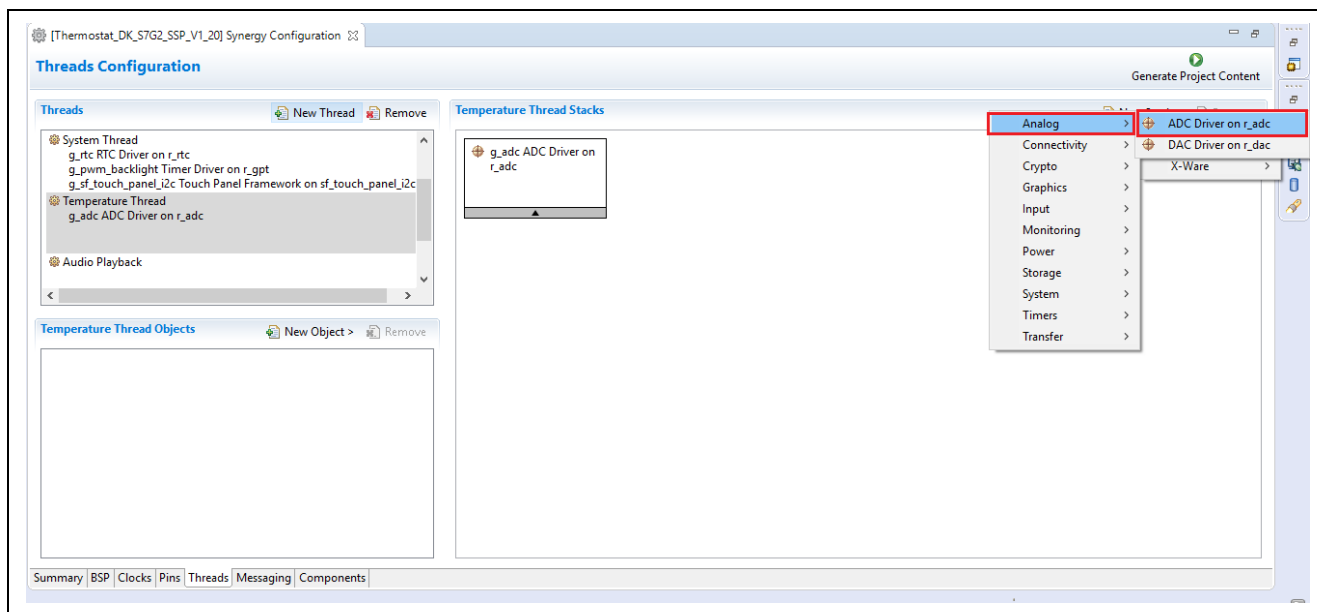 [Thermostat_DK_S7G2_SSP_V1_20] Synergy Configuration
Threads Configuration
Generate Project Content
Threads
New Thread
Remove
System Thread
g_rtc RTC Driver on r_rtc
g_pwm_backlight Timer Driver on r_gpt
g_sf_touch_panel_i2c Touch Panel Framework on sf_touch_panel_i2c
Temperature Thread
g_adc ADC Driver on r_adc
Audio Playback
Temperature Thread Objects
New Object >
Remove
Temperature Thread Stacks
g_adc ADC Driver on
r_adc
Analog >
Connectivity >
Crypto >
Graphics >
Input >
Monitoring >
Power >
Storage >
System >
Timers >
Transfer >
ADC Driver on r_adc
DAC Driver on r_dac
X-Ware >
Summary BSP Clocks Pins Threads Messaging Components